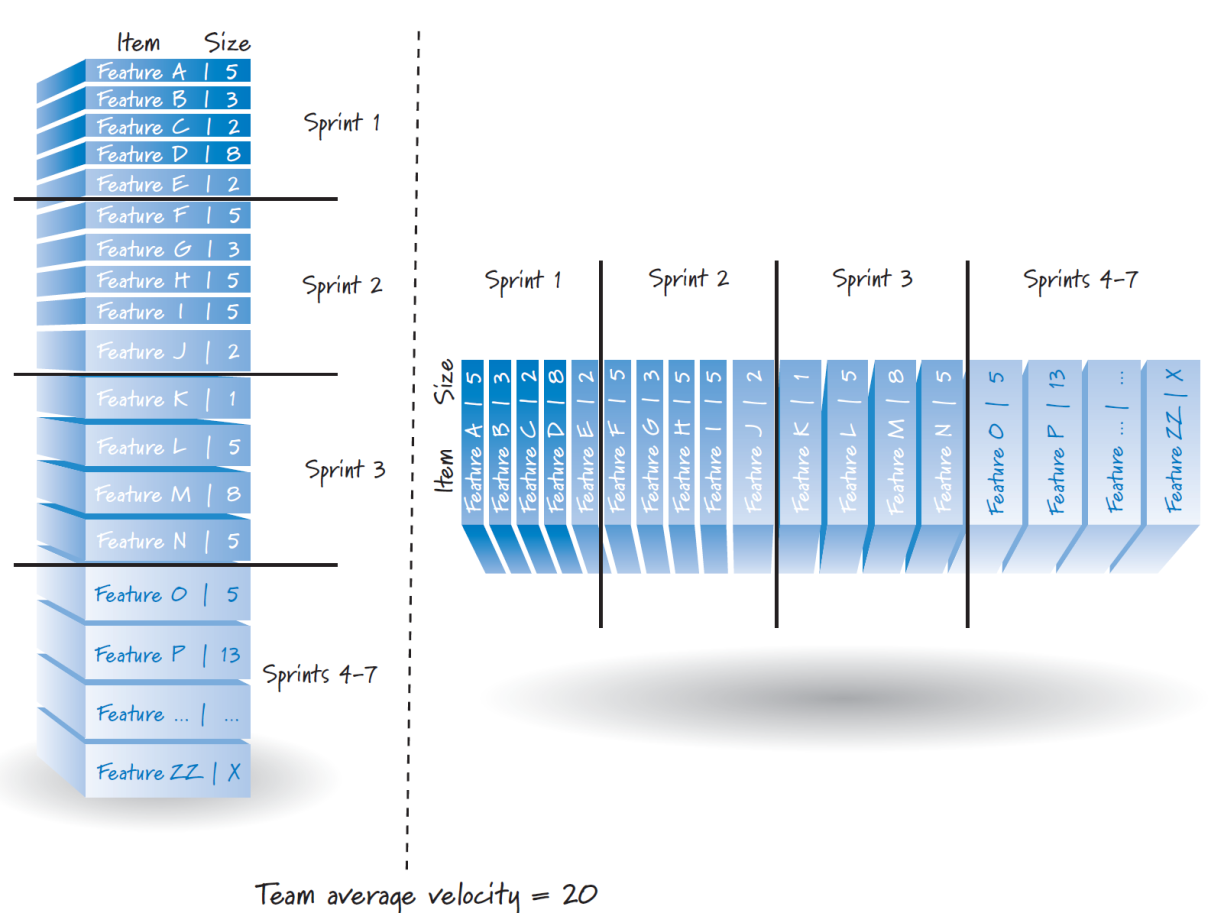 Item Size
Feature A | 5
Feature B | 3
Feature C | 2
Feature D | 8
Feature E | 2
Sprint 1
Feature F | 5
Feature G | 3
Feature H | 5
Feature I | 5
Feature J | 2
Sprint 2
Feature K | 1
Feature L | 5
Feature M | 8
Feature N | 5
Sprint 3
Feature O | 5
Feature P | 13
Feature ... | ...
Feature ZZ | X
Sprints 4-7
Sprint 1
Sprint 2
Sprint 3
Sprints 4-7
Item Size
Feature A | 5
Feature B | 3
Feature C | 2
Feature D | 8
Feature E | 2
Feature F | 5
Feature G | 3
Feature H | 5
Feature I | 5
Feature J | 2
Feature K | 1
Feature L | 5
Feature M | 8
Feature N | 5
Feature O | 5
Feature P | 13
Feature ... | ...
Feature ZZ | X
Team average velocity = 20